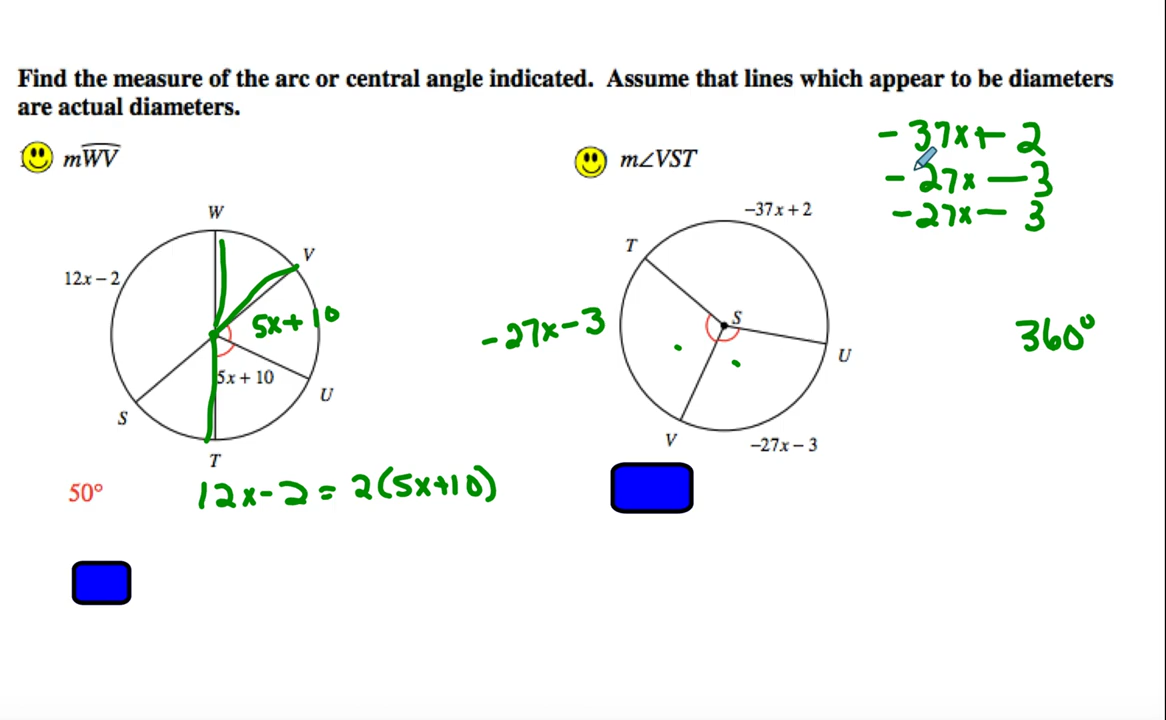 Find the measure of the arc or central angle indicated. Assume that lines which appear to be diameters
are actual diameters.
mWV
m∠VST
-37x+2
-27x-3
-27x-3
W
V
12x-2
5x+10
5x+10
S
U
T
50°
12x-2=2(5x+10)
-37x+2
T
-27x-3
S
U
V
-27x-3
360°